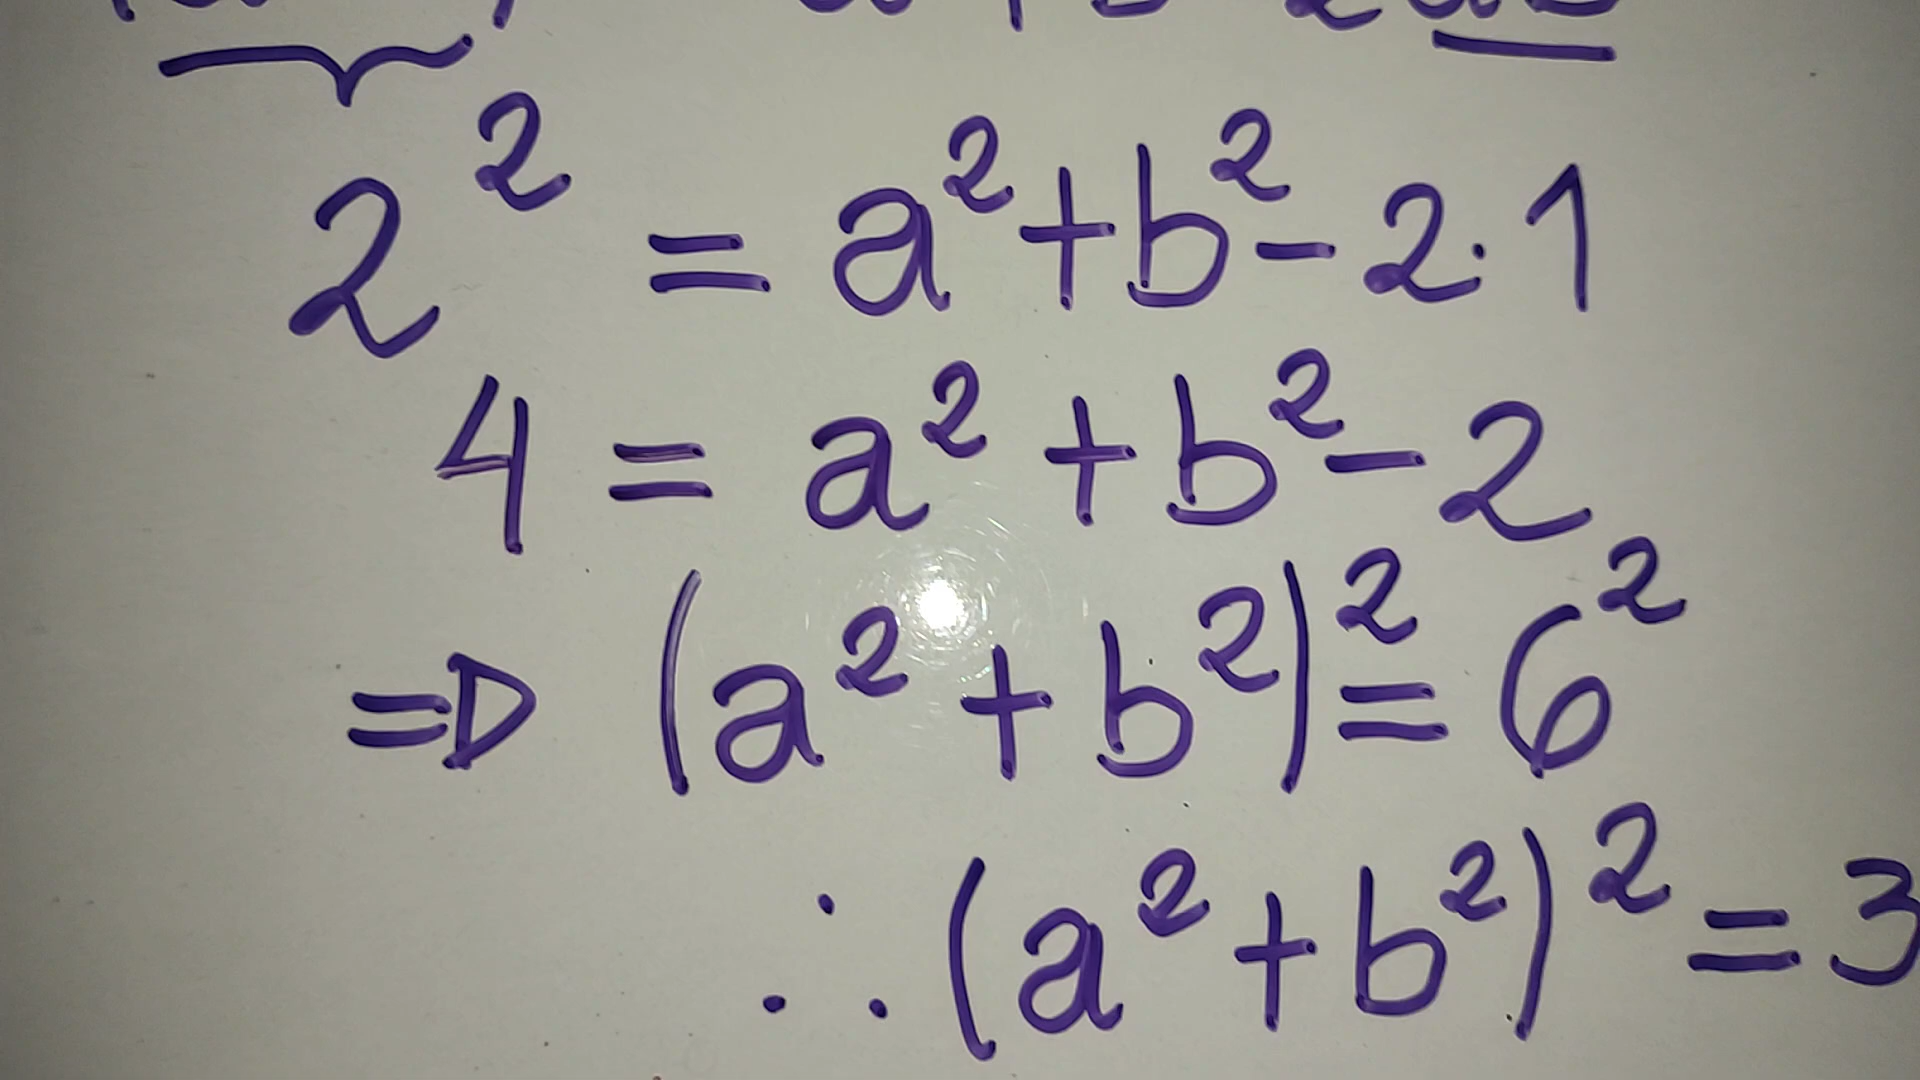 2² = a²+b²-2·1
4 = a²+b²-2
⇒ (a²+b²)² = 6²
∴ (a²+b²)² = 3